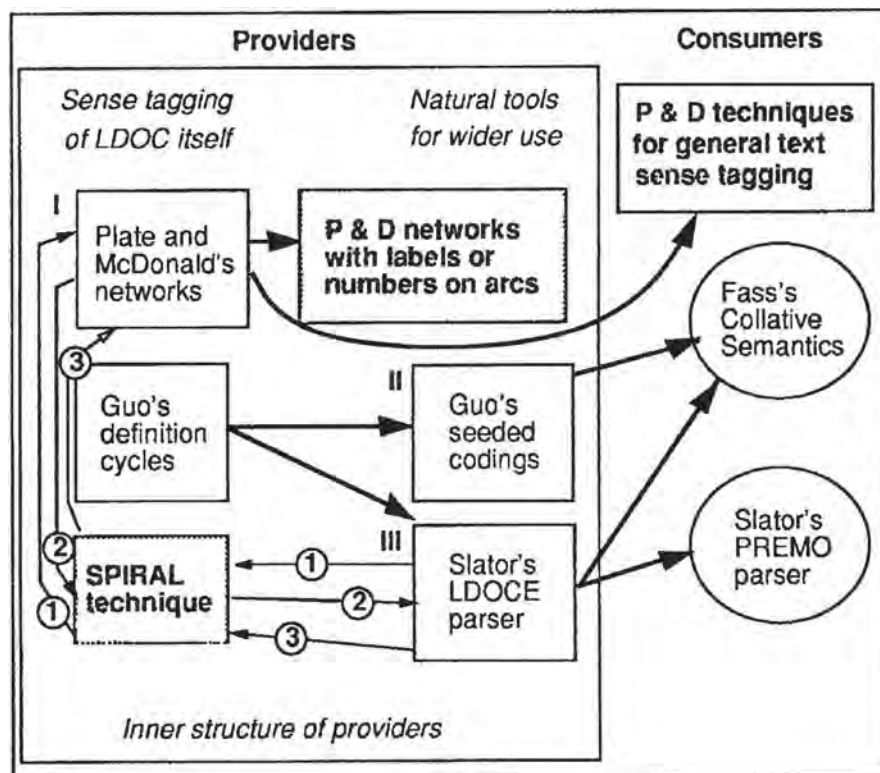 Providers
Consumers
Sense tagging
of LDOC itself
Natural tools
for wider use
P & D techniques
for general text
sense tagging
I
Plate and
McDonald's
networks
P & D networks
with labels or
numbers on arcs
Fass's
Collative
Semantics
3
II
Guo's
definition
cycles
Guo's
seeded
codings
III
2
1
SPIRAL
technique
1
2
3
Slator's
LDOCE
parser
Slator's
PREMO
parser
Inner structure of providers